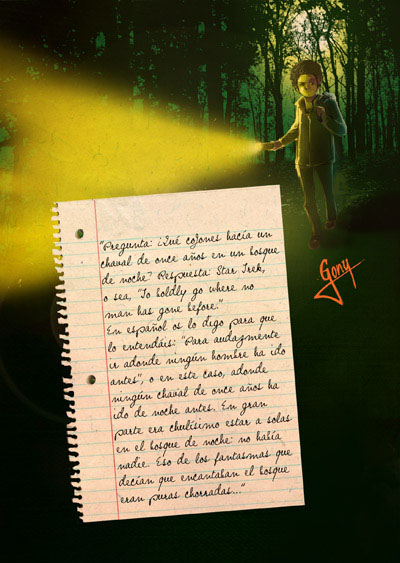 "Pregunta: ¿Qué cojones hacía un
chaval de once años en un bosque
de noche? Respuesta: Star Trek,
o sea, "To boldly go where no
man has gone before."
En español os lo digo para que
lo entendáis: "Para audazmente
ir adonde ningún hombre ha ido
antes", o en este caso, adonde
ningún chaval de once años ha
ido de noche antes. En gran
parte era chulísimo estar a solas
en el bosque de noche: no había
nadie. Eso de los fantasmas que
decían que encantaban el bosque
eran puras chorradas..."
Gony